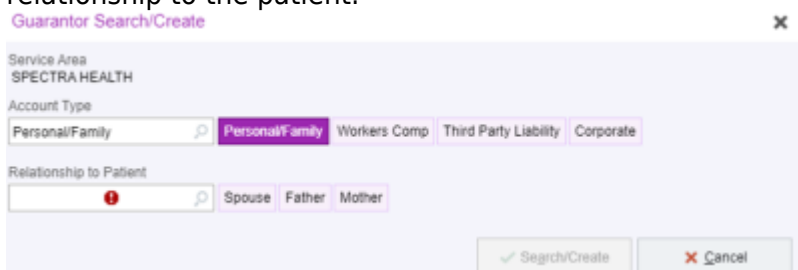 relationship to the patient.
Guarantor Search/Create
Service Area
SPECTRA HEALTH
Account Type
Personal/Family Personal/Family Workers Comp Third Party Liability Corporate
Relationship to Patient
Spouse Father Mother
Search/Create Cancel